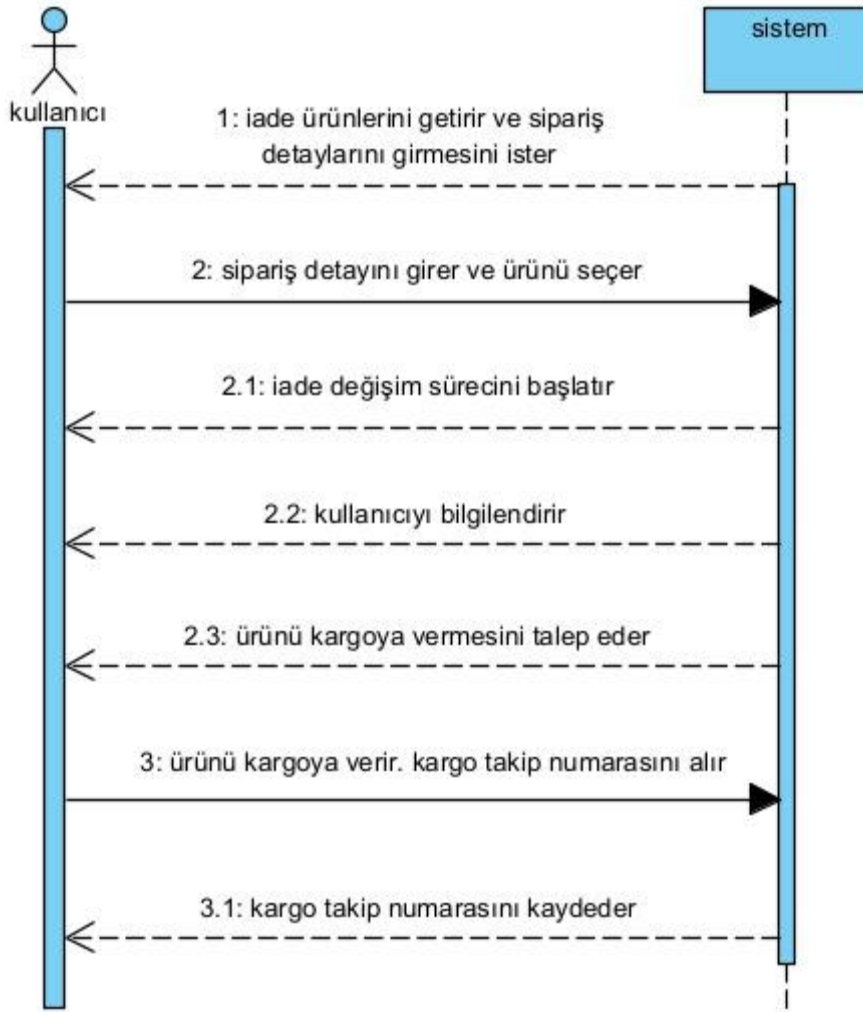 sistem
kullanıcı
1: iade ürünlerini getirir ve sipariş
detaylarını girmesini ister
2: sipariş detayını girer ve ürünü seçer
2.1: iade değişim sürecini başlatır
2.2: kullanıcıyı bilgilendirir
2.3: ürünü kargoya vermesini talep eder
3: ürünü kargoya verir. kargo takip numarasını alır
3.1: kargo takip numarasını kaydeder